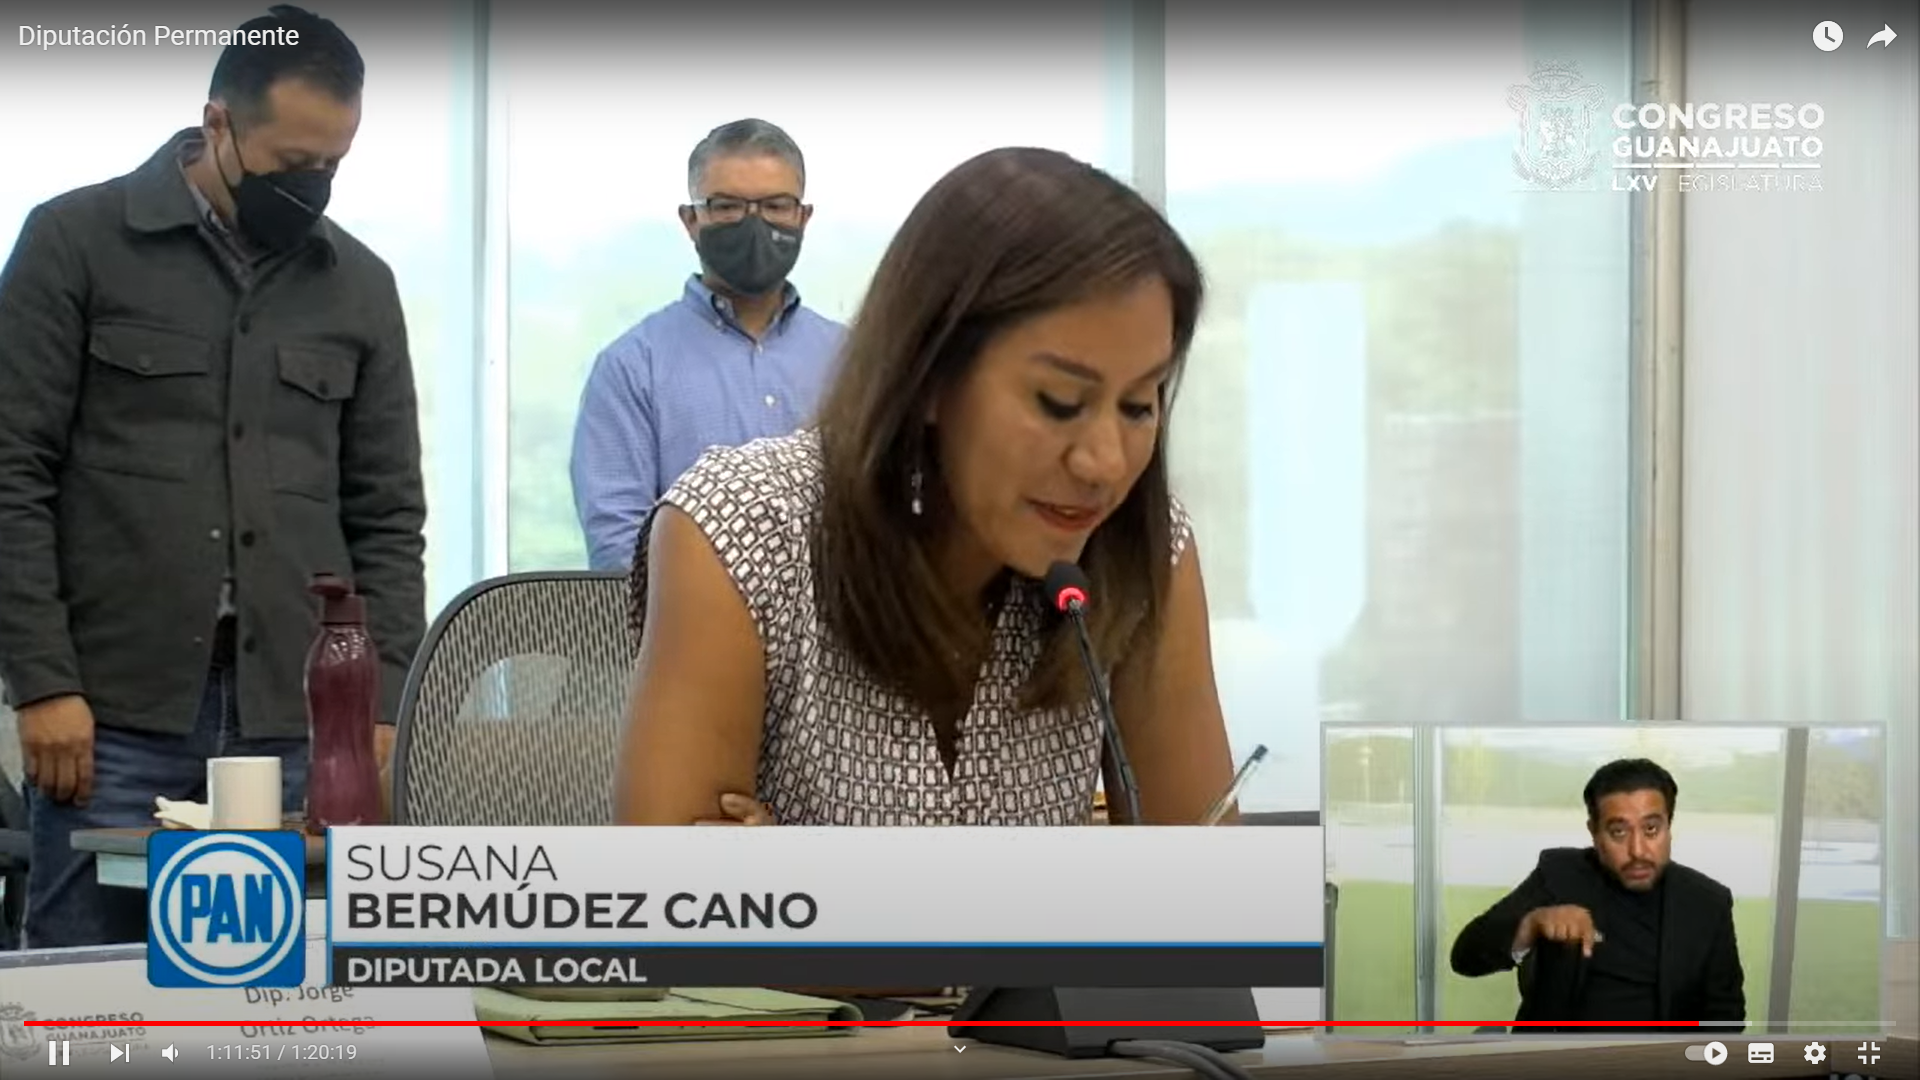 Diputación Permanente
CONGRESO
GUANAJUATO
LXV LEGISLATURA
PAN
SUSANA
BERMÚDEZ CANO
DIPUTADA LOCAL
Dip. Jorge
Ortiz Ortega
CONGRESO
GUANAJUATO
1:11:51 / 1:20:19